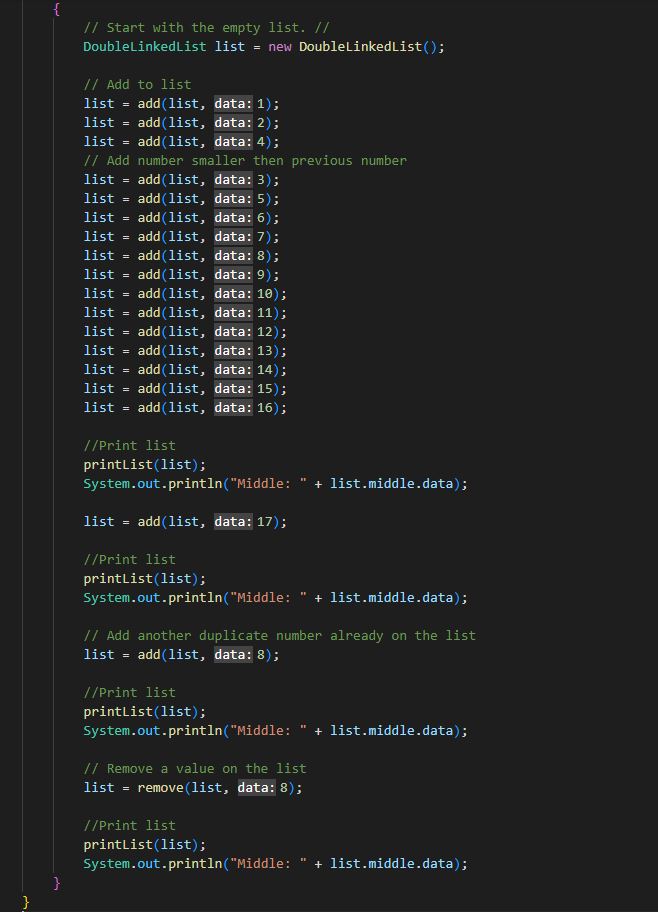 {
// Start with the empty list. //
DoubleLinkedList list = new DoubleLinkedList();
// Add to list
list = add(list, data: 1);
list = add(list, data: 2);
list = add(list, data: 4);
// Add number smaller then previous number
list = add(list, data: 3);
list = add(list, data: 5);
list = add(list, data: 6);
list = add(list, data: 7);
list = add(list, data: 8);
list = add(list, data: 9);
list = add(list, data: 10);
list = add(list, data: 11);
list = add(list, data: 12);
list = add(list, data: 13);
list = add(list, data: 14);
list = add(list, data: 15);
list = add(list, data: 16);
//Print list
printList(list);
System.out.println("Middle: " + list.middle.data);
list = add(list, data: 17);
//Print list
printList(list);
System.out.println("Middle: " + list.middle.data);
// Add another duplicate number already on the list
list = add(list, data: 8);
//Print list
printList(list);
System.out.println("Middle: " + list.middle.data);
// Remove a value on the list
list = remove(list, data: 8);
//Print list
printList(list);
System.out.println("Middle: " + list.middle.data);
}
}